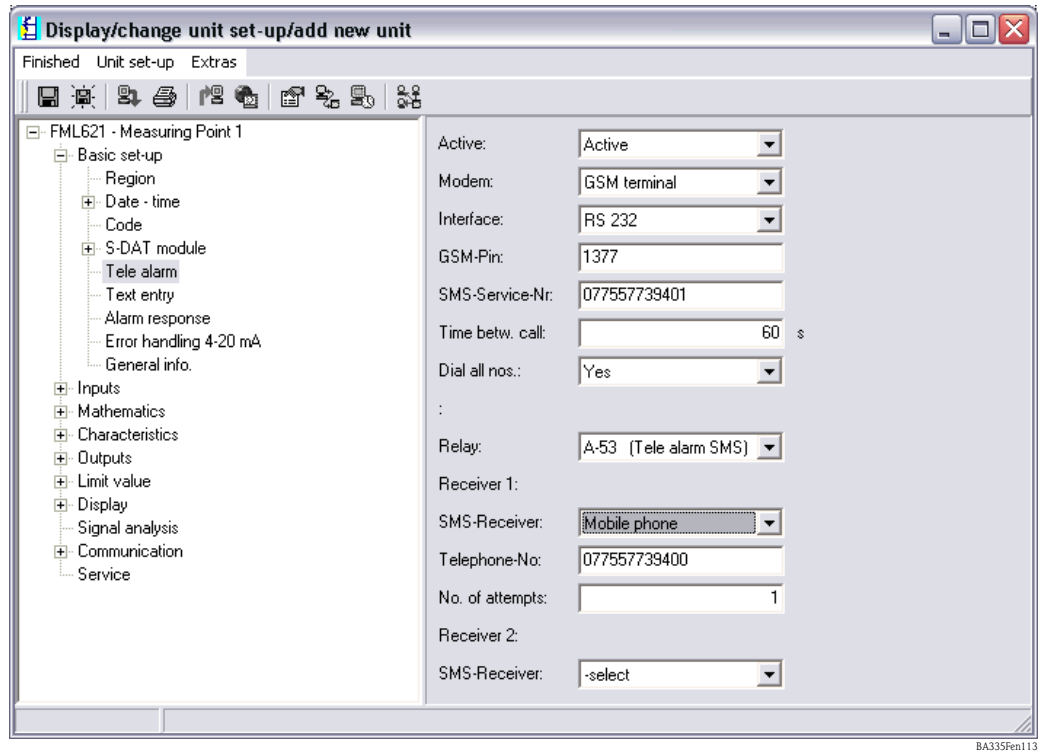 Display/change unit set-up/add new unit
Finished Unit set-up Extras
FML621 - Measuring Point 1
Basic set-up
Region
Date - time
Code
S-DAT module
Tele alarm
Text entry
Alarm response
Error handling 4-20 mA
General info.
Inputs
Mathematics
Characteristics
Outputs
Limit value
Display
Signal analysis
Communication
Service
Active: Active
Modem: GSM terminal
Interface: RS 232
GSM-Pin: 1377
SMS-Service-Nr: 077557739401
Time betw. call: 60 s
Dial all nos.: Yes
:
Relay: A-53 (Tele alarm SMS)
Receiver 1:
SMS-Receiver: Mobile phone
Telephone-No: 077557739400
No. of attempts: 1
Receiver 2:
SMS-Receiver: -select
BA335Fen113